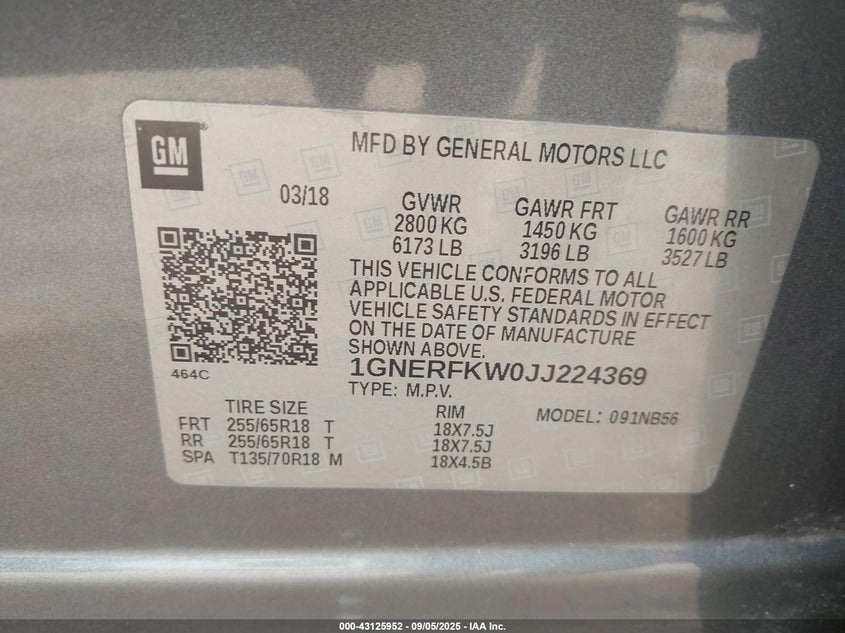 GM
MFD BY GENERAL MOTORS LLC
03/18
GVWR
2800 KG
6173 LB
GAWR FRT
1450 KG
3196 LB
GAWR RR
1600 KG
3527 LB
THIS VEHICLE CONFORMS TO ALL
APPLICABLE U.S. FEDERAL MOTOR
VEHICLE SAFETY STANDARDS IN EFFECT
ON THE DATE OF MANUFACTURE
SHOWN ABOVE.
464C
1GNERFKW0JJ224369
TYPE: M.P.V.
TIRE SIZE
RIM
MODEL: 091NB56
FRT 255/65R18 T 18X7.5J
RR 255/65R18 T 18X7.5J
SPA T135/70R18 M 18X4.5B
000-43125952 - 09/05/2025 - IAA Inc.